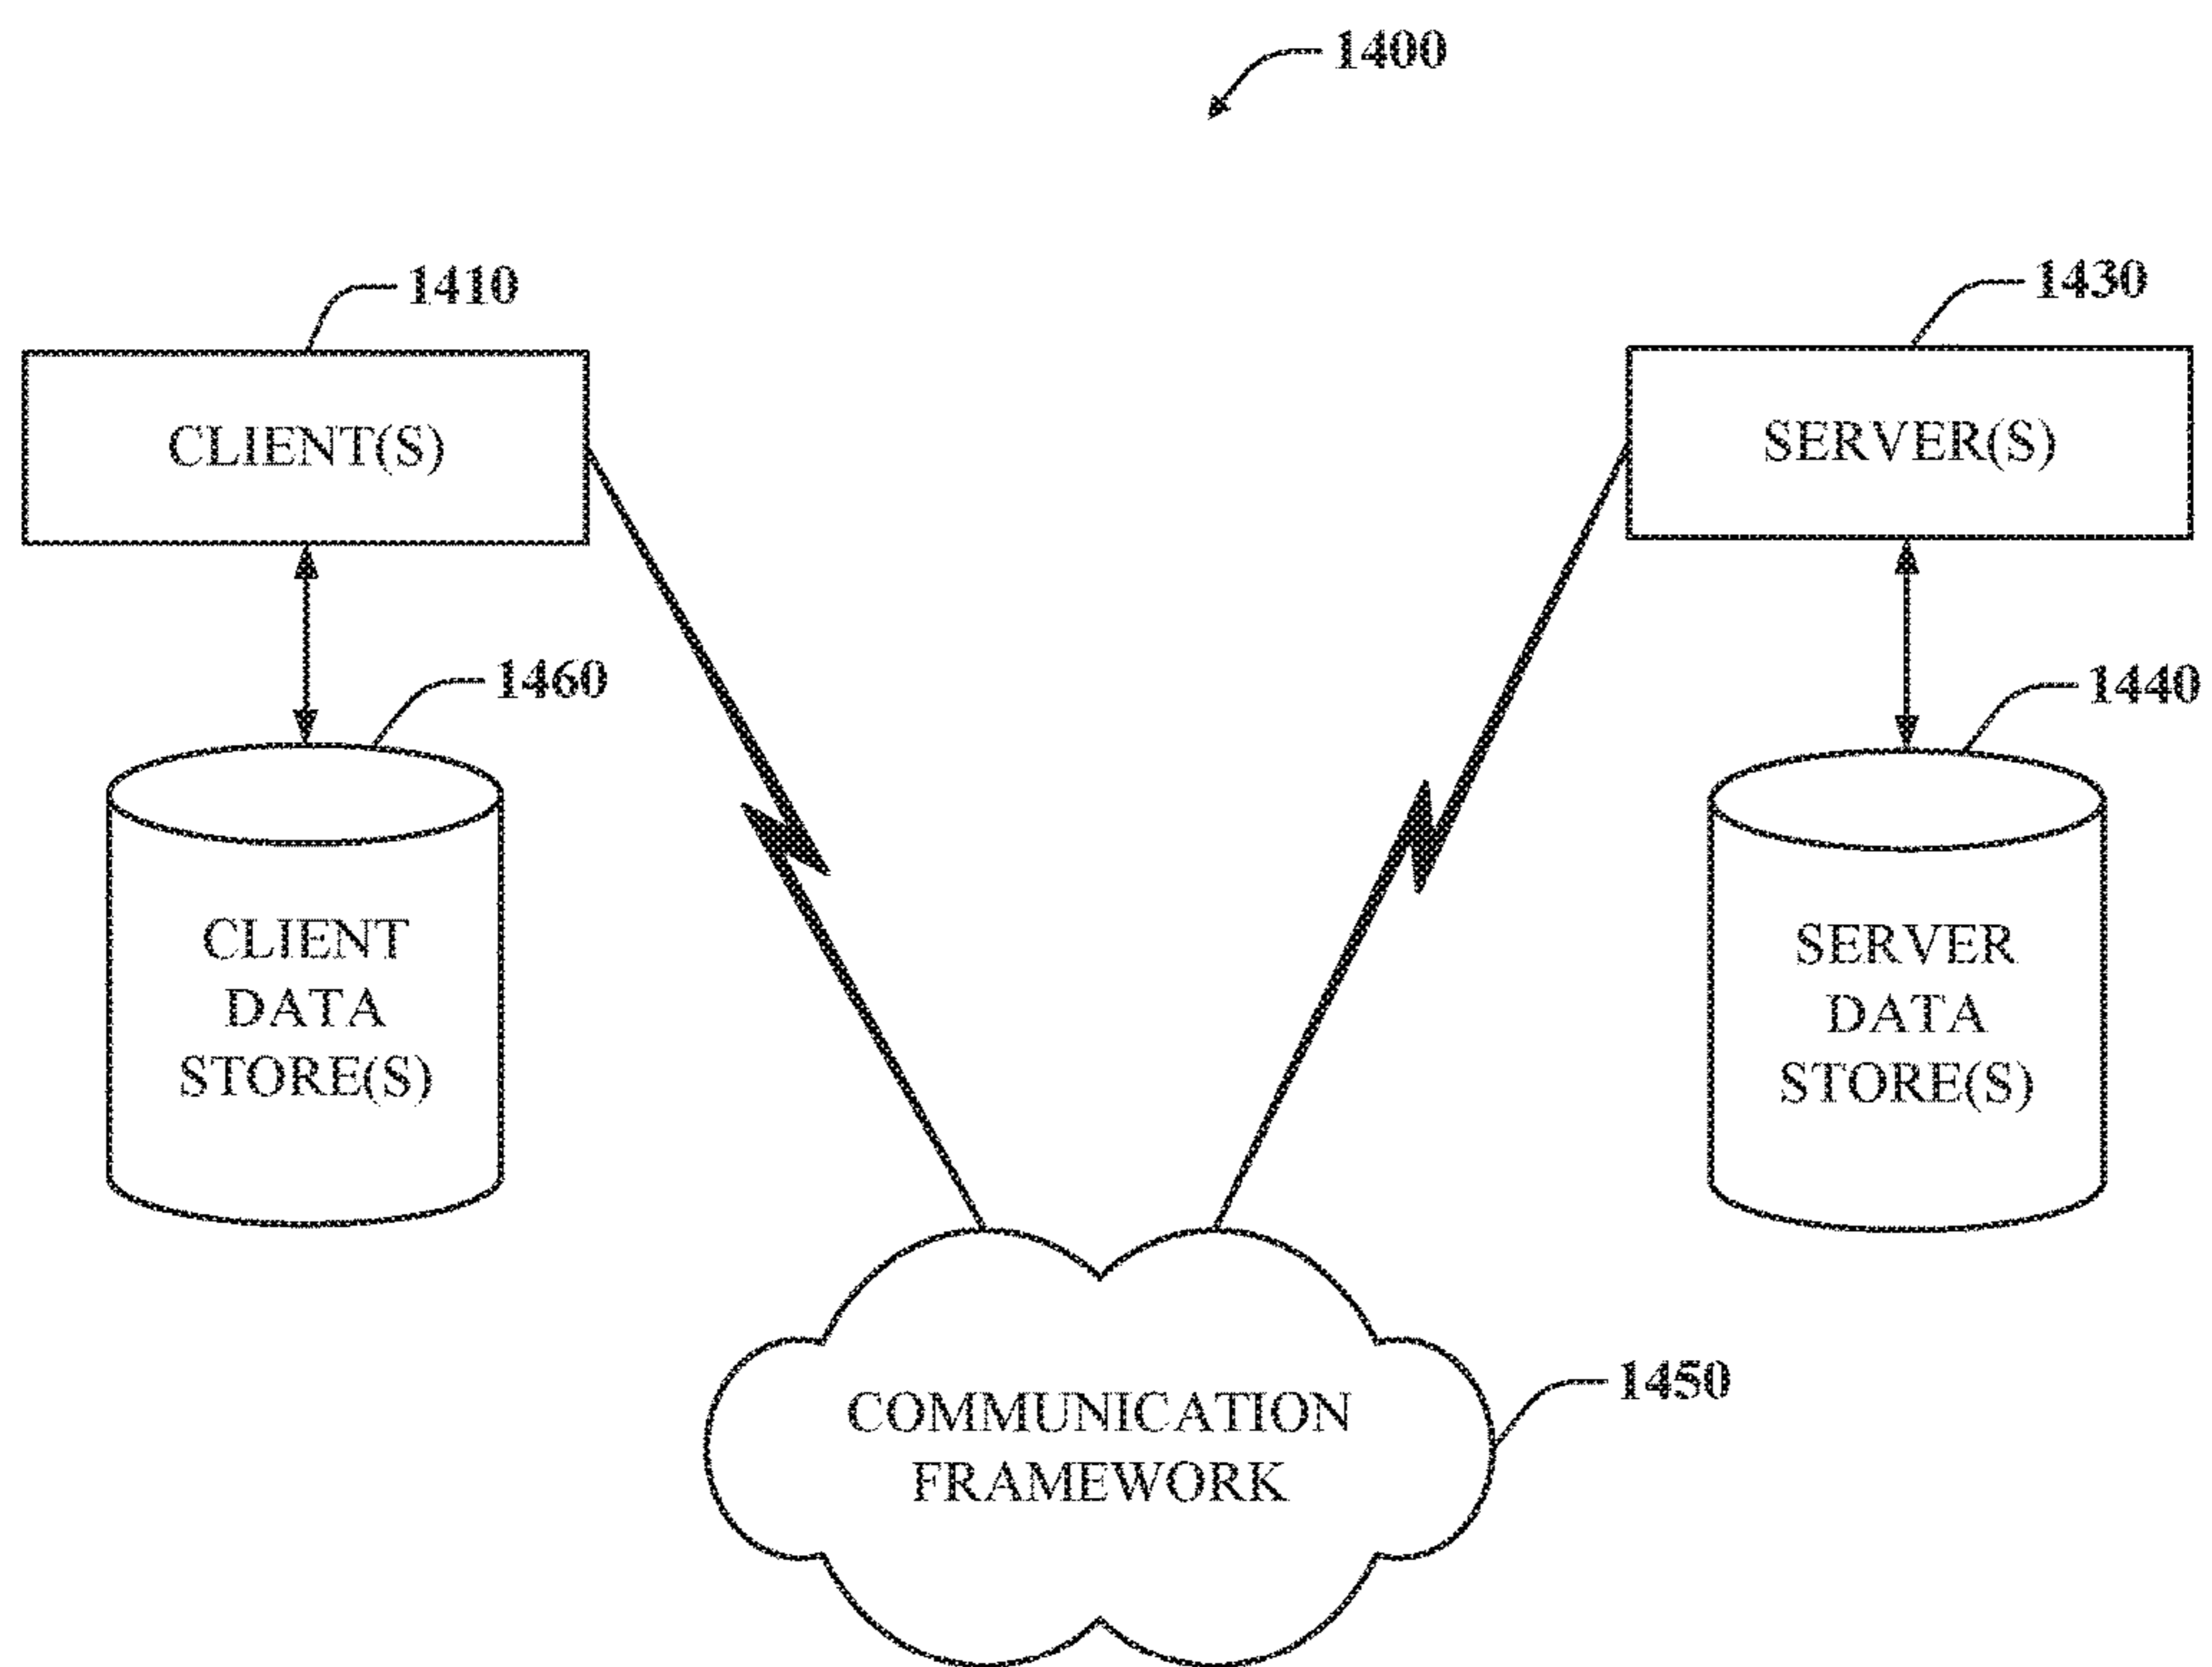 1400
1410
1430
CLIENT(S)
SERVER(S)
1460
1440
CLIENT
DATA
STORE(S)
SERVER
DATA
STORE(S)
1450
COMMUNICATION
FRAMEWORK